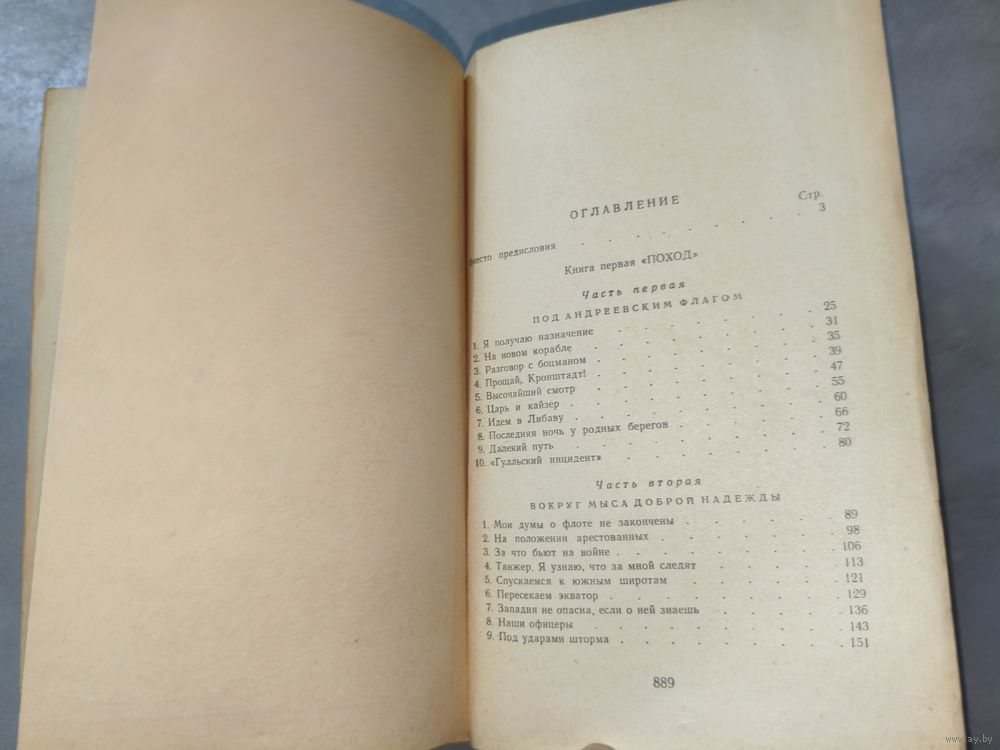 ОГЛАВЛЕНИЕ
Стр.
Вместо предисловия . . . . . . . . 3
Книга первая «ПОХОД»
Часть первая
ПОД АНДРЕЕВСКИМ ФЛАГОМ
1. Я получаю назначение . . . . . . . 25
2. На новом корабле . . . . . . . 31
3. Разговор с боцманом . . . . . . . 35
4. Прощай, Кронштадт! . . . . . . . 39
5. Высочайший смотр . . . . . . . 47
6. Царь и кайзер . . . . . . . 55
7. Идем в Либаву . . . . . . . 60
8. Последняя ночь у родных берегов . . . . . 66
9. Далекий путь . . . . . . . 72
10. «Гулльский инцидент» . . . . . . . 80
Часть вторая
ВОКРУГ МЫСА ДОБРОЙ НАДЕЖДЫ
1. Мои думы о флоте не закончены . . . . . 89
2. На положении арестованных . . . . . . 98
3. За что бьют на войне . . . . . . . 106
4. Танжер. Я узнаю, что за мной следят . . . . . 113
5. Спускаемся к южным широтам . . . . . 121
6. Пересекаем экватор . . . . . . . 129
7. Западня не опасна, если о ней знаешь . . . . . 136
8. Наши офицеры . . . . . . . 143
9. Под ударами шторма . . . . . . . 151
889
www.ay.by